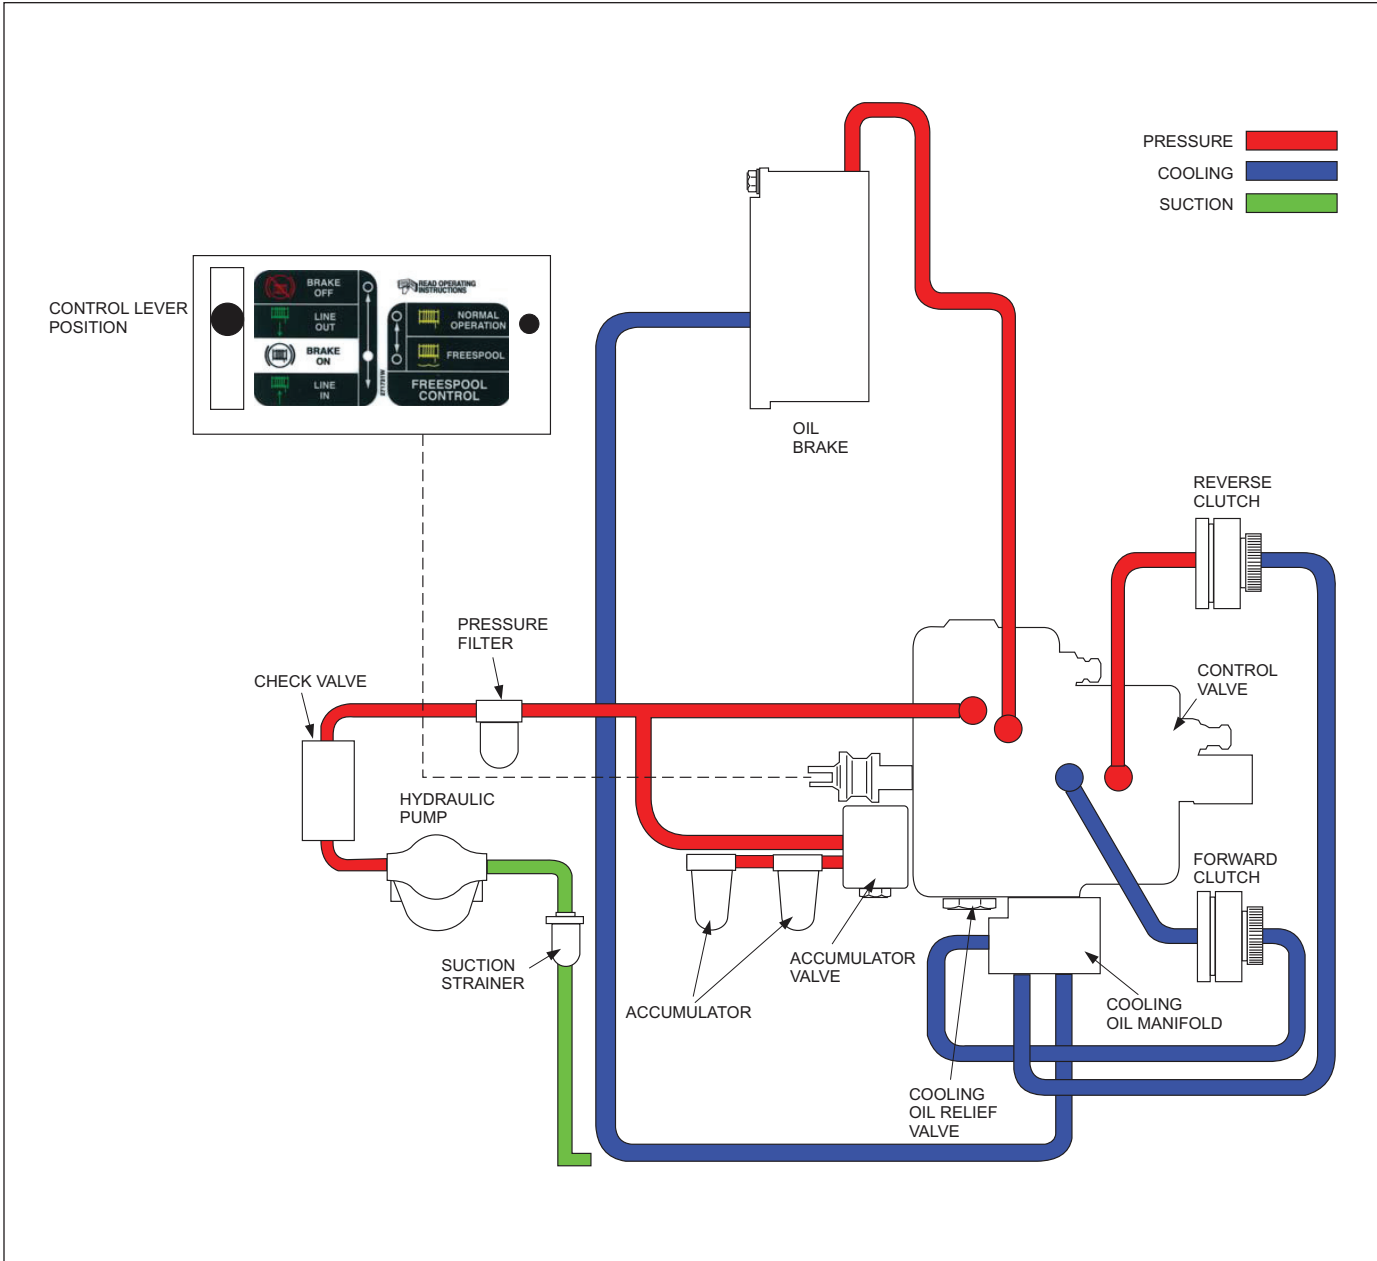 PRESSURE
COOLING
SUCTION
CONTROL LEVER
POSITION
BRAKE
OFF
LINE
OUT
BRAKE
ON
LINE
IN
READ OPERATING
INSTRUCTIONS
NORMAL
OPERATION
FREESPOOL
FREESPOOL
CONTROL
OIL
BRAKE
REVERSE
CLUTCH
PRESSURE
FILTER
CHECK VALVE
CONTROL
VALVE
HYDRAULIC
PUMP
FORWARD
CLUTCH
SUCTION
STRAINER
ACCUMULATOR
VALVE
ACCUMULATOR
COOLING
OIL MANIFOLD
COOLING
OIL RELIEF
VALVE